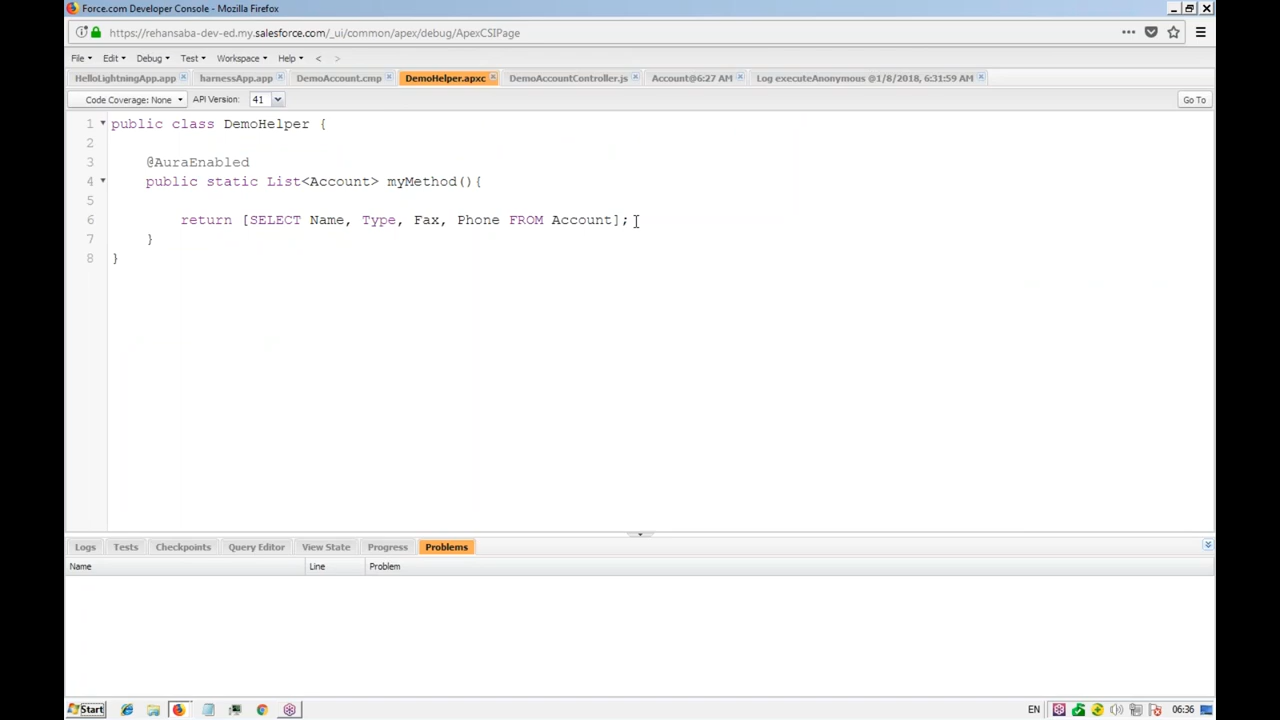 Force.com Developer Console - Mozilla Firefox
https://rehansaba-dev-ed.my.salesforce.com/_ui/common/apex/debug/ApexCSIPage
File Edit Debug Test Workspace Help < >
HelloLightningApp.app harnessApp.app DemoAccount.cmp DemoHelper.apxc DemoAccountController.js Account@6:27 AM Log executeAnonymous @1/8/2018, 6:31:59 AM
Code Coverage: None API Version: 41 Go To
1 public class DemoHelper {
2
3 @AuraEnabled
4 public static List<Account> myMethod(){
5
6 return [SELECT Name, Type, Fax, Phone FROM Account];
7 }
8 }
Logs Tests Checkpoints Query Editor View State Progress Problems
Name Line Problem
Start EN 06:36